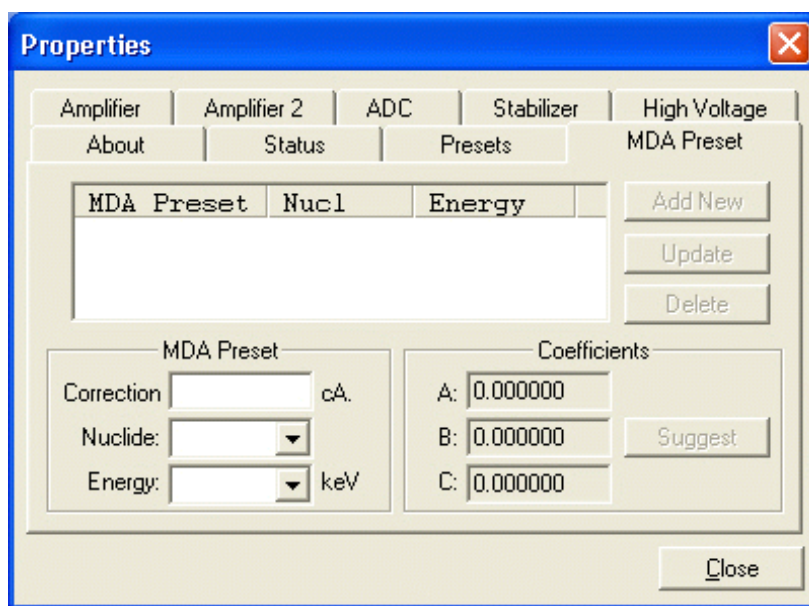 Properties
Amplifier Amplifier 2 ADC Stabilizer High Voltage
About Status Presets MDA Preset
MDA Preset Nucl Energy
Add New
Update
Delete
MDA Preset
Correction cA.
Nuclide:
Energy: keV
Coefficients
A: 0.000000
B: 0.000000
C: 0.000000
Suggest
Close